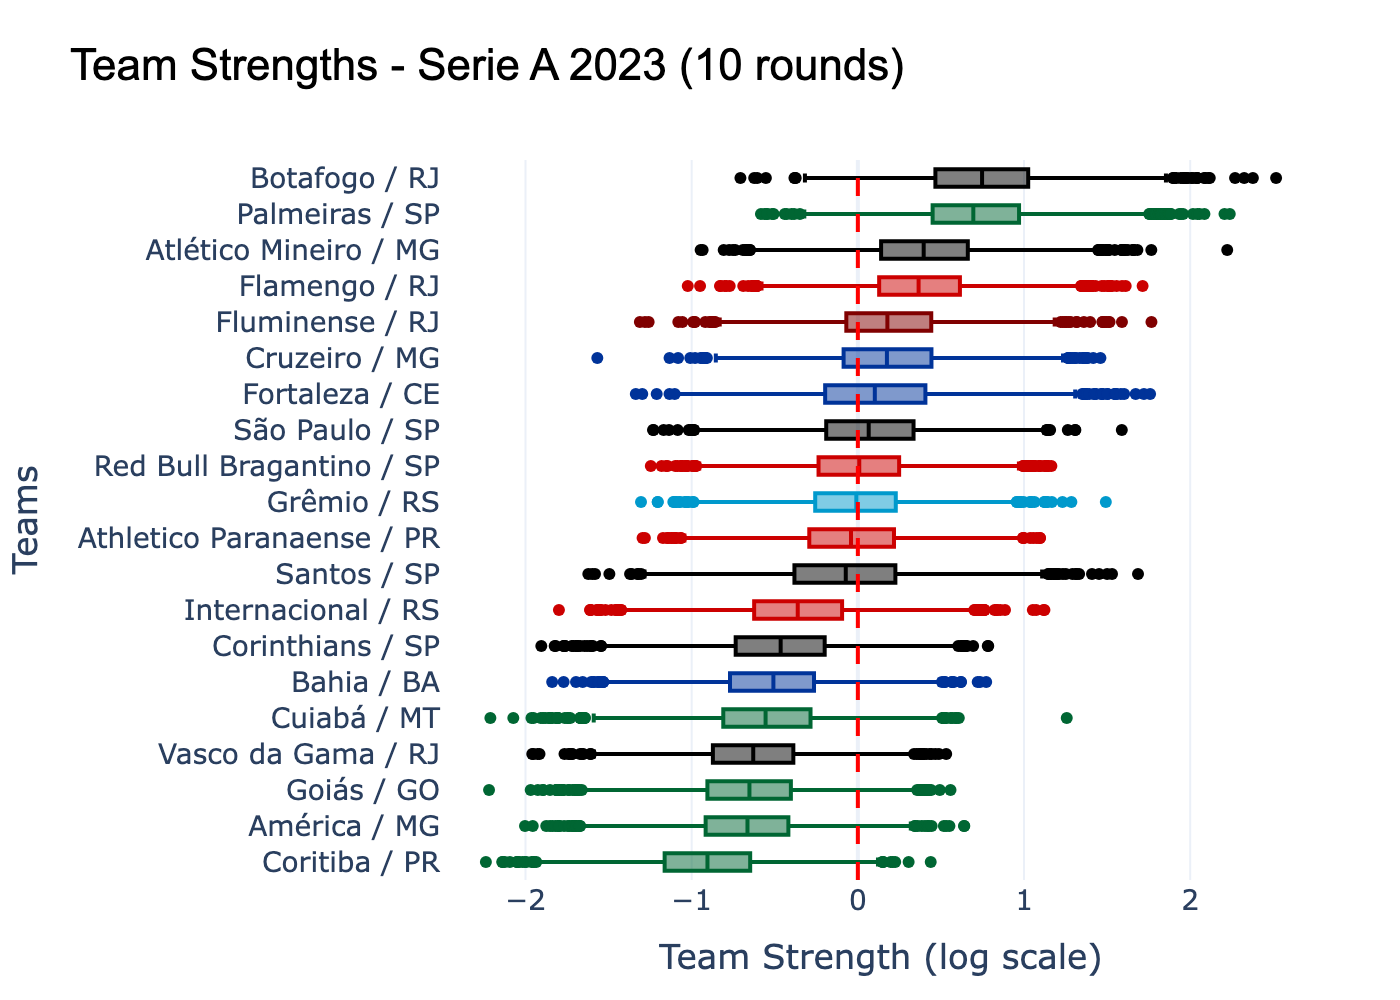 Team Strengths - Serie A 2023 (10 rounds)
Teams
Botafogo / RJ
Palmeiras / SP
Atlético Mineiro / MG
Flamengo / RJ
Fluminense / RJ
Cruzeiro / MG
Fortaleza / CE
São Paulo / SP
Red Bull Bragantino / SP
Grêmio / RS
Athletico Paranaense / PR
Santos / SP
Internacional / RS
Corinthians / SP
Bahia / BA
Cuiabá / MT
Vasco da Gama / RJ
Goiás / GO
América / MG
Coritiba / PR
−2 −1 0 1 2
Team Strength (log scale)